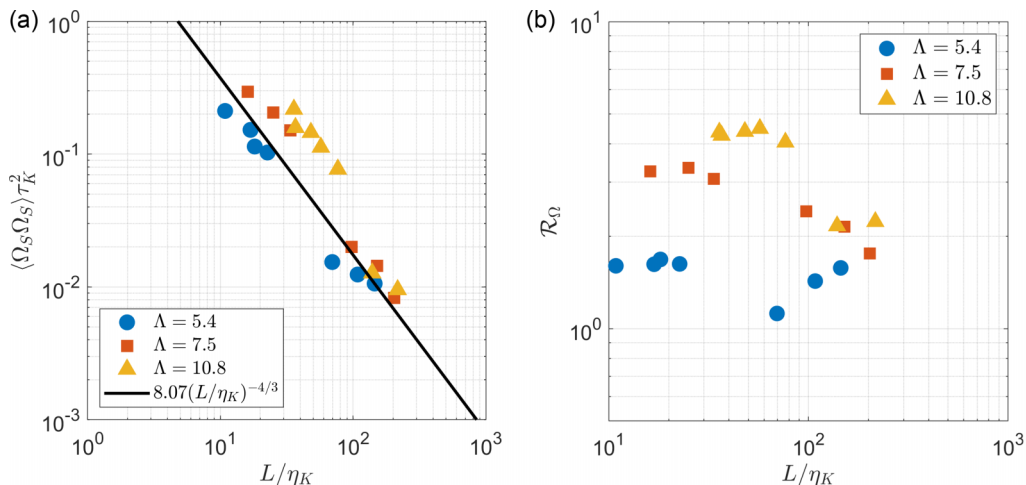 (a)
10^0
10^{-1}
10^{-2}
10^{-3}
⟨Ω_SΩ_S⟩τ_K^2
Λ = 5.4
Λ = 7.5
Λ = 10.8
8.07(L/η_K)^{-4/3}
10^0
10^1
10^2
10^3
L/η_K
(b)
10^1
10^0
ℛ_Ω
Λ = 5.4
Λ = 7.5
Λ = 10.8
10^1
10^2
10^3
L/η_K